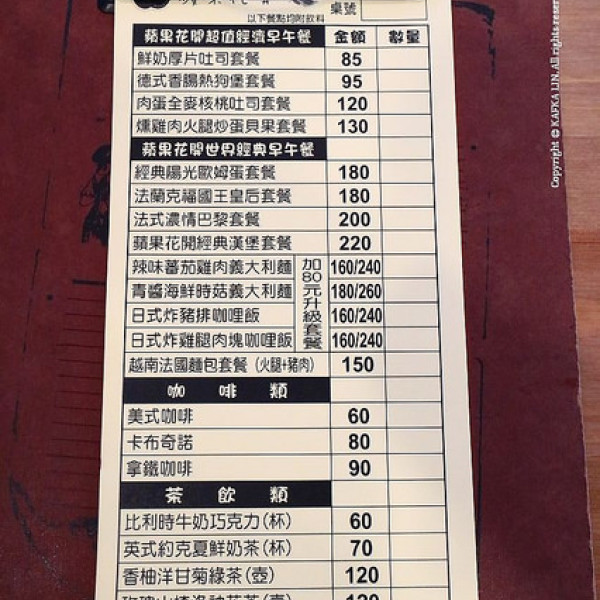 桌號
以下餐點均附飲料
蘋果花開超值經濟早午餐 金額 數量
鮮奶厚片吐司套餐 85
德式香腸熱狗堡套餐 95
肉蛋全麥核桃吐司套餐 120
燻雞肉火腿炒蛋貝果套餐 130
蘋果花開世界經典早午餐
經典陽光歐姆蛋套餐 180
法蘭克福國王皇后套餐 180
法式濃情巴黎套餐 200
蘋果花開經典漢堡套餐 220
辣味蕃茄雞肉義大利麵 160/240
青醬海鮮時菇義大利麵 180/260
日式炸豬排咖哩飯 160/240
日式炸雞腿肉塊咖哩飯 160/240
加80元升級套餐
越南法國麵包套餐（火腿+豬肉） 150
咖啡類
美式咖啡 60
卡布奇諾 80
拿鐵咖啡 90
茶飲類
比利時牛奶巧克力(杯) 60
英式約克夏鮮奶茶(杯) 70
香柚洋甘菊綠茶(壺) 120
Copyright © KAFKA LIN. All rights reser